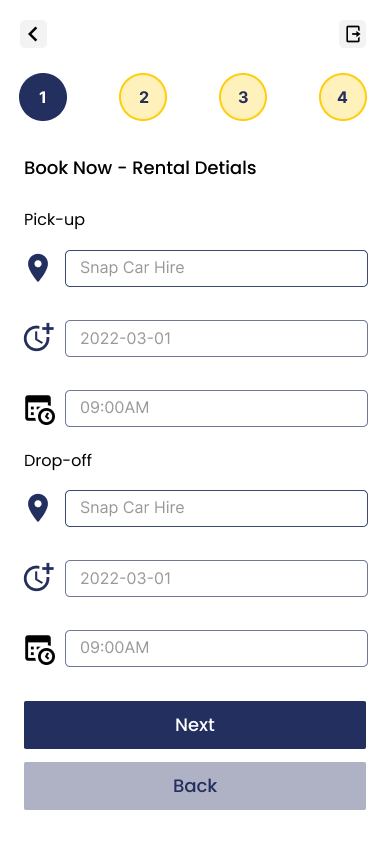 1 2 3 4
Book Now - Rental Detials
Pick-up
Snap Car Hire
2022-03-01
09:00AM
Drop-off
Snap Car Hire
2022-03-01
09:00AM
Next
Back